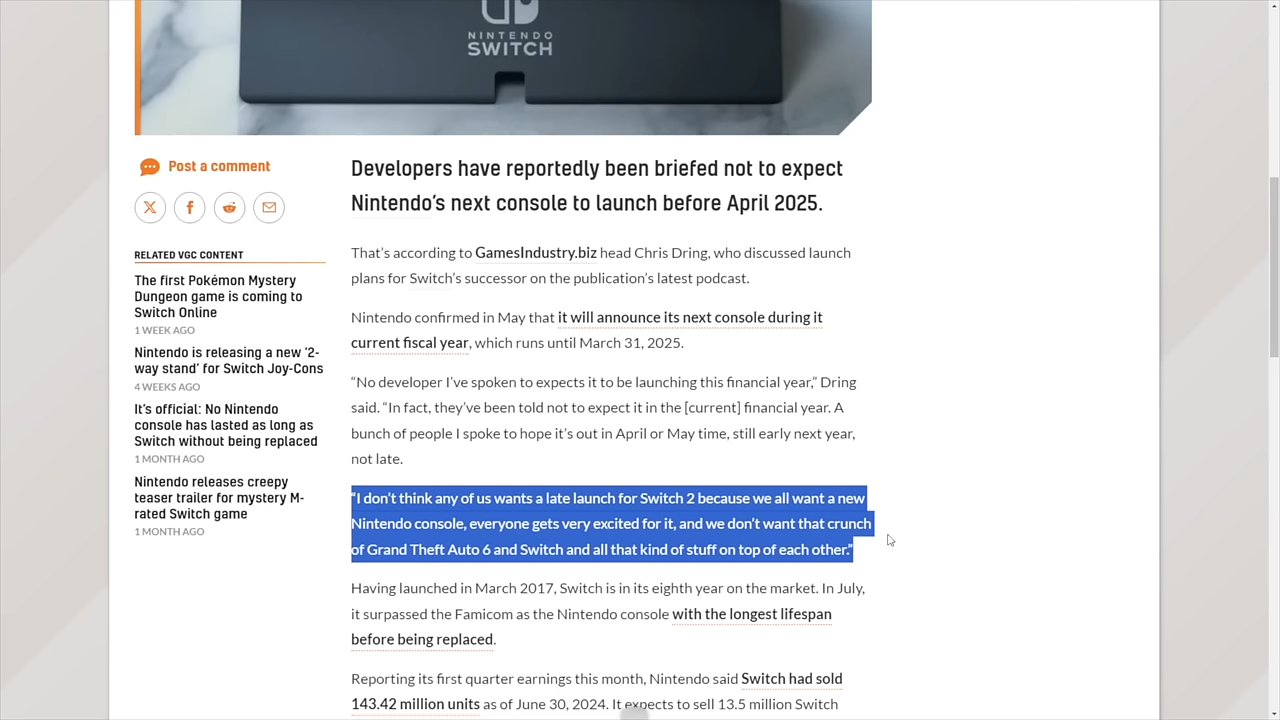 NINTENDO
SWITCH
Post a comment
RELATED VGC CONTENT
The first Pokémon Mystery
Dungeon game is coming to
Switch Online
1 WEEK AGO
Nintendo is releasing a new ‘2-
way stand’ for Switch Joy-Cons
4 WEEKS AGO
It’s official: No Nintendo
console has lasted as long as
Switch without being replaced
1 MONTH AGO
Nintendo releases creepy
teaser trailer for mystery M-
rated Switch game
1 MONTH AGO
Developers have reportedly been briefed not to expect
Nintendo’s next console to launch before April 2025.
That’s according to GamesIndustry.biz head Chris Dring, who discussed launch
plans for Switch’s successor on the publication’s latest podcast.
Nintendo confirmed in May that it will announce its next console during it
current fiscal year, which runs until March 31, 2025.
“No developer I’ve spoken to expects it to be launching this financial year,” Dring
said. “In fact, they’ve been told not to expect it in the [current] financial year. A
bunch of people I spoke to hope it’s out in April or May time, still early next year,
not late.
“I don’t think any of us wants a late launch for Switch 2 because we all want a new
Nintendo console, everyone gets very excited for it, and we don’t want that crunch
of Grand Theft Auto 6 and Switch and all that kind of stuff on top of each other.”
Having launched in March 2017, Switch is in its eighth year on the market. In July,
it surpassed the Famicom as the Nintendo console with the longest lifespan
before being replaced.
Reporting its first quarter earnings this month, Nintendo said Switch had sold
143.42 million units as of June 30, 2024. It expects to sell 13.5 million Switch